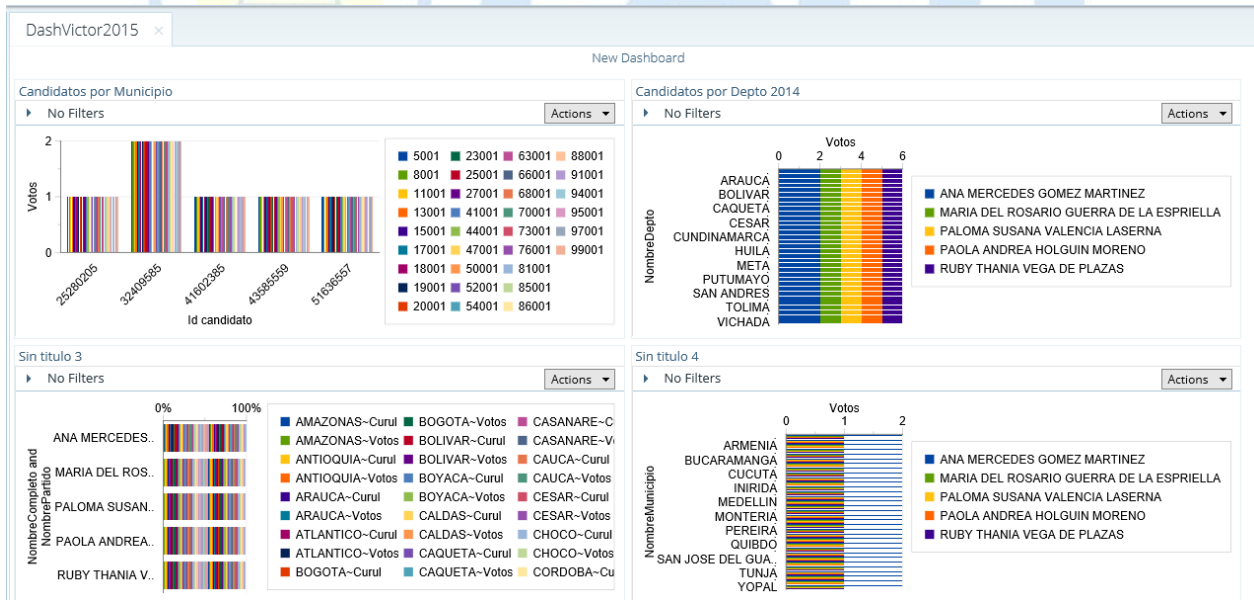 DashVictor2015 ×
New Dashboard
Candidatos por Municipio
No Filters
Actions
2
1
0
Votos
25280205
32409585
41602385
43585559
51636557
Id candidato
5001 23001 63001 88001
8001 25001 66001 91001
11001 27001 68001 94001
13001 41001 70001 95001
15001 44001 73001 97001
17001 47001 76001 99001
18001 50001 81001
19001 52001 85001
20001 54001 86001
Candidatos por Depto 2014
No Filters
Actions
Votos
0 2 4 6
NombreDepto
ARAUCA
BOLIVAR
CAQUETA
CESAR
CUNDINAMARCA
HUILA
META
PUTUMAYO
SAN ANDRES
TOLIMA
VICHADA
ANA MERCEDES GOMEZ MARTINEZ
MARIA DEL ROSARIO GUERRA DE LA ESPRIELLA
PALOMA SUSANA VALENCIA LASERNA
PAOLA ANDREA HOLGUIN MORENO
RUBY THANIA VEGA DE PLAZAS
Sin titulo 3
No Filters
Actions
0% 100%
NombreCompleto and
NombrePartido
ANA MERCEDES..
MARIA DEL ROS..
PALOMA SUSAN..
PAOLA ANDREA..
RUBY THANIA V..
AMAZONAS~Curul BOGOTA~Votos CASANARE~C
AMAZONAS~Votos BOLIVAR~Curul CASANARE~V
ANTIOQUIA~Curul BOLIVAR~Votos CAUCA~Curul
ANTIOQUIA~Votos BOYACA~Curul CAUCA~Votos
ARAUCA~Curul BOYACA~Votos CESAR~Curul
ARAUCA~Votos CALDAS~Curul CESAR~Votos
ATLANTICO~Curul CALDAS~Votos CHOCO~Curul
ATLANTICO~Votos CAQUETA~Curul CHOCO~Votos
BOGOTA~Curul CAQUETA~Votos CORDOBA~Cu
Sin titulo 4
No Filters
Actions
Votos
0 1 2
NombreMunicipio
ARMENIA
BUCARAMANGA
CUCUTA
INIRIDA
MEDELLIN
MONTERIA
PEREIRA
QUIBDO
SAN JOSE DEL GUA..
TUNJA
YOPAL
ANA MERCEDES GOMEZ MARTINEZ
MARIA DEL ROSARIO GUERRA DE LA ESPRIELLA
PALOMA SUSANA VALENCIA LASERNA
PAOLA ANDREA HOLGUIN MORENO
RUBY THANIA VEGA DE PLAZAS